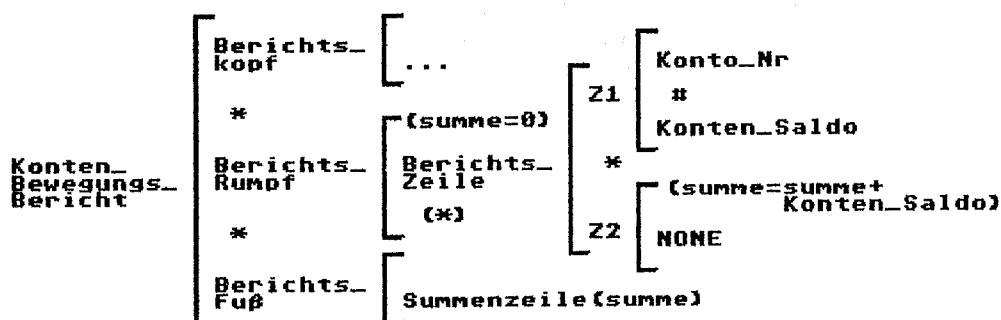 Berichts_
kopf
...
*
Konten_
Bewegungs_
Bericht
Berichts_
Rumpf
*
Berichts_
Fuß
(summe=0)
Berichts_
Zeile
(*)
Summenzeile(summe)
Z1
*
Z2
Konto_Nr
#
Konten_Saldo
(summe=summe+
Konten_Saldo)
NONE